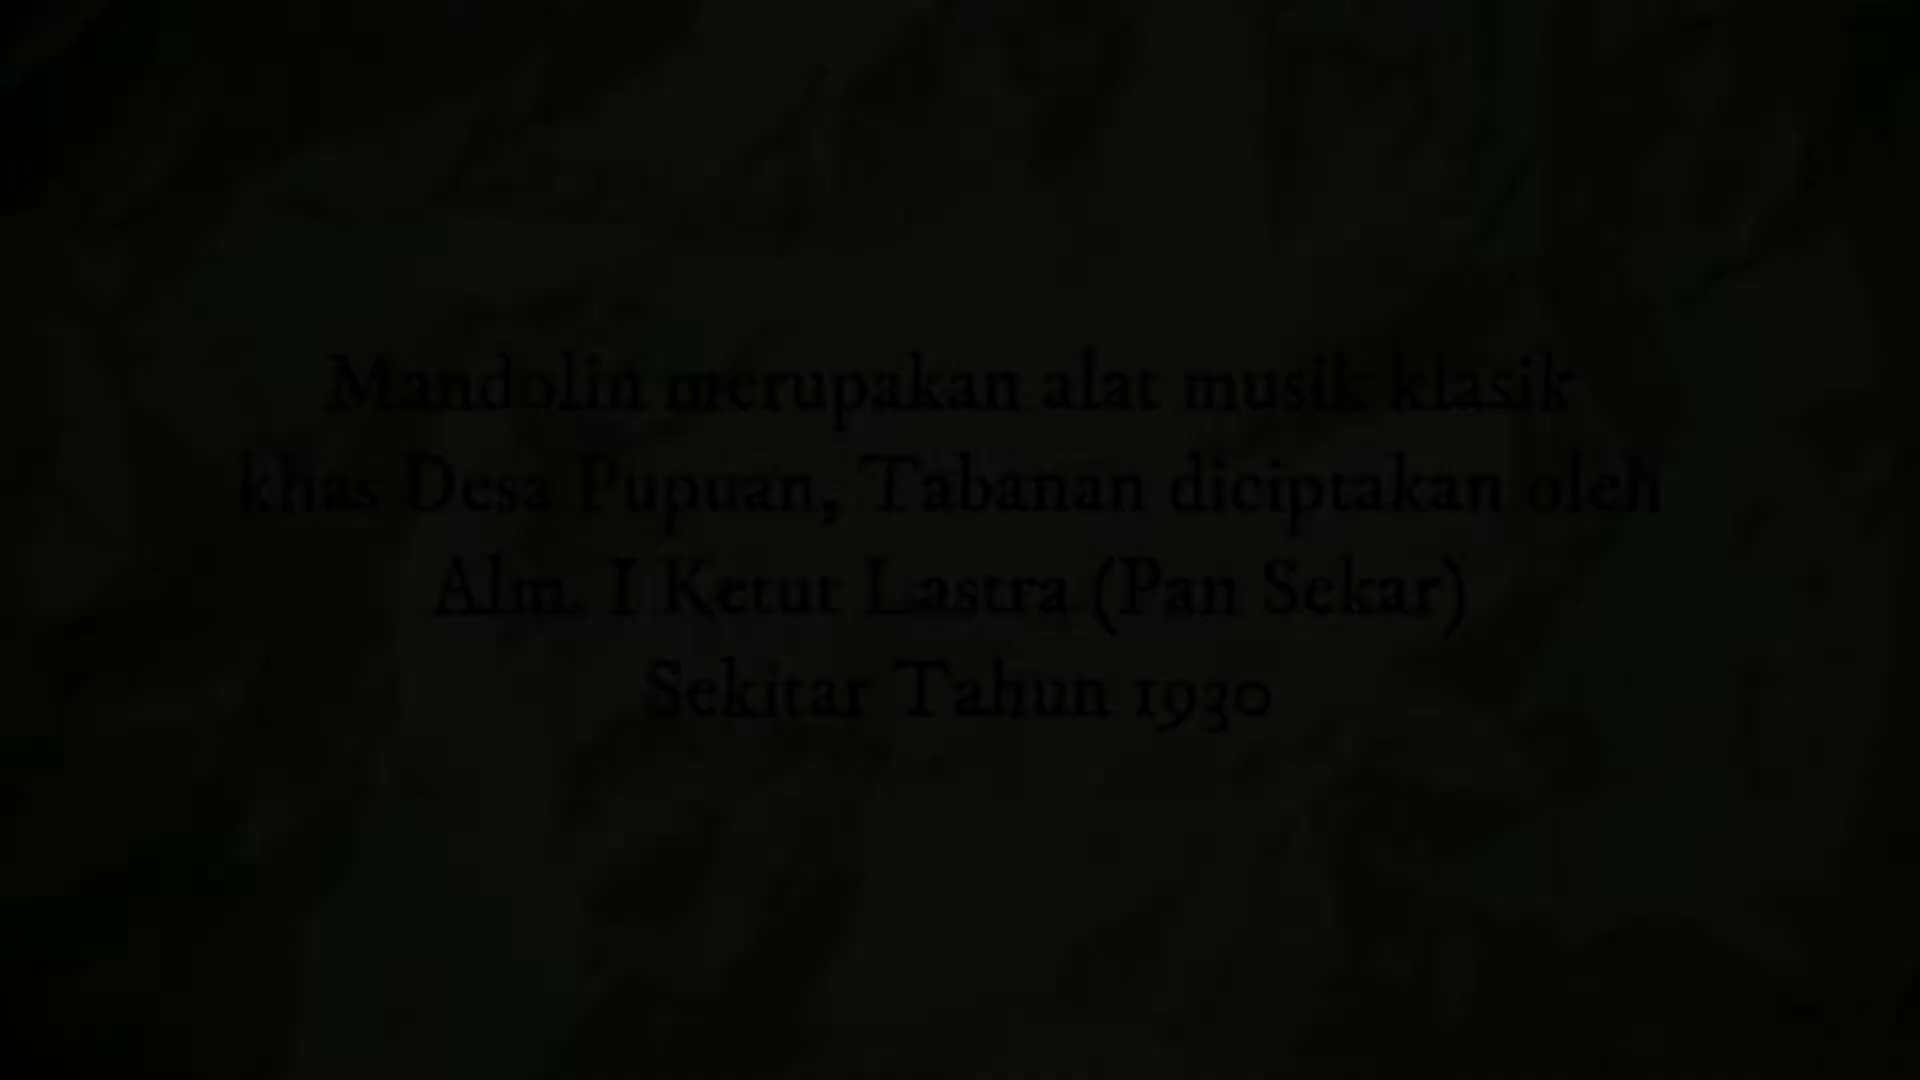 Mandolin merupakan alat musik klasik
khas Desa Pupuan, Tabanan diciptakan oleh
Alm. I Ketut Lastra (Pan Sekar)
Sekitar Tahun 1930